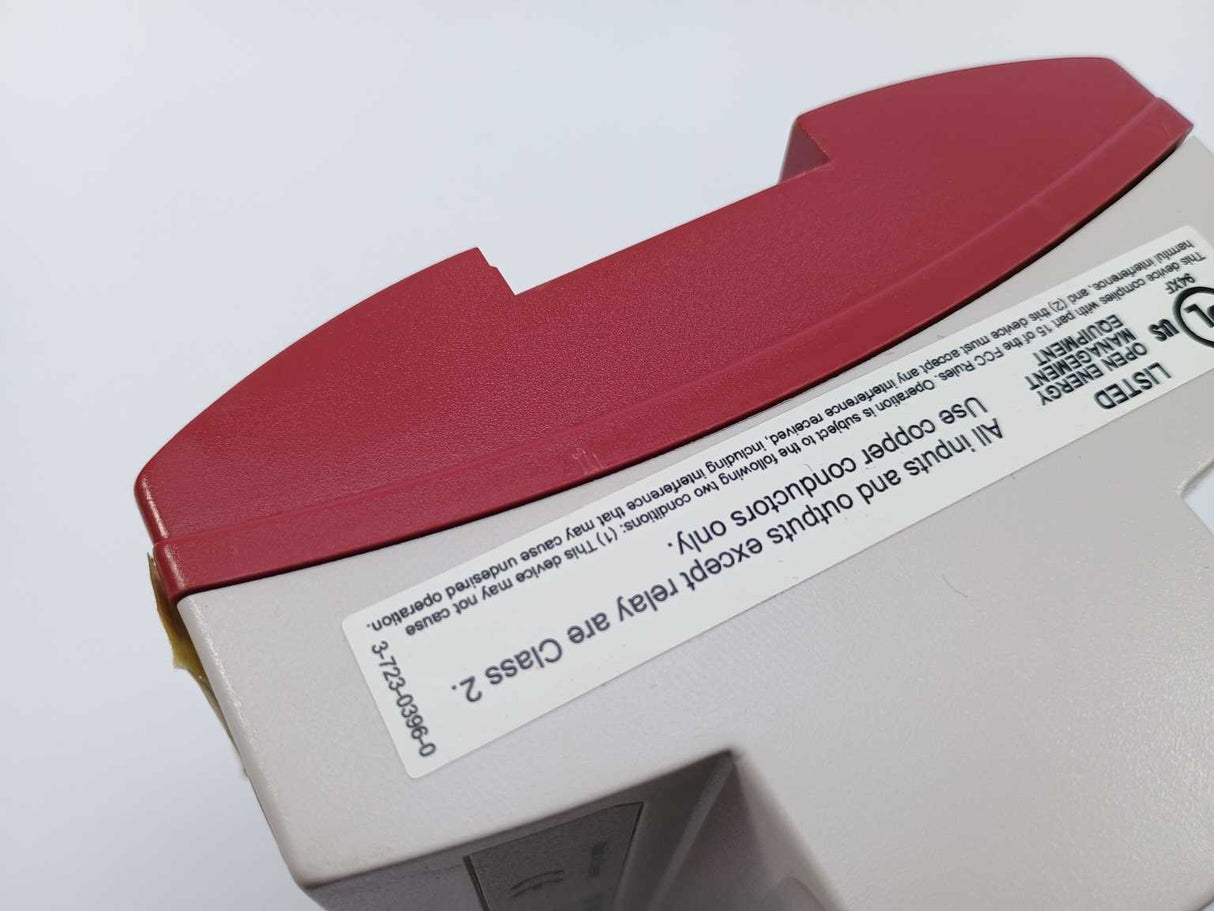 All inputs and outputs except relay are Class 2.
Use copper conductors only.
This device complies with part 15 of the FCC Rules. Operation is subject to the following two conditions: (1) This device may not cause
harmful interference, and (2) this device must accept any interference received, including interference that may cause undesired operation.
LISTED
OPEN ENERGY
MANAGEMENT
EQUIPMENT
UL US
94XF
3-723-0396-0